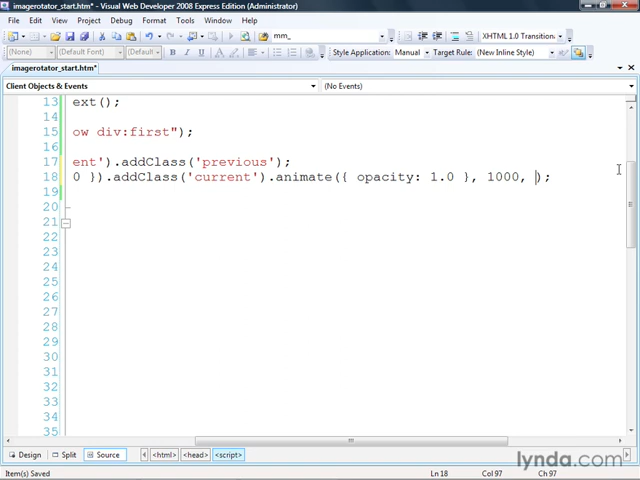 imagerotator_start.htm* - Visual Web Developer 2008 Express Edition (Administrator)
File Edit View Project Debug Format Tools Window Help
mm_ XHTML 1.0 Transition
(None) (Default Font) (Default Style Application: Manual Target Rule: (New Inline Style)
imagerotator_start.htm*
Client Objects & Events (No Events)
13 ext();
14
15 ow div:first");
16
17 ent').addClass('previous');
18 0 }).addClass('current').animate({ opacity: 1.0 }, 1000, );
19
20
21
22
23
24
25
26
27
28
29
30
31
32
33
34
35
Design Split Source <html> <head> <script>
lynda.com
Item(s) Saved Ln 18 Col 97 Ch 97